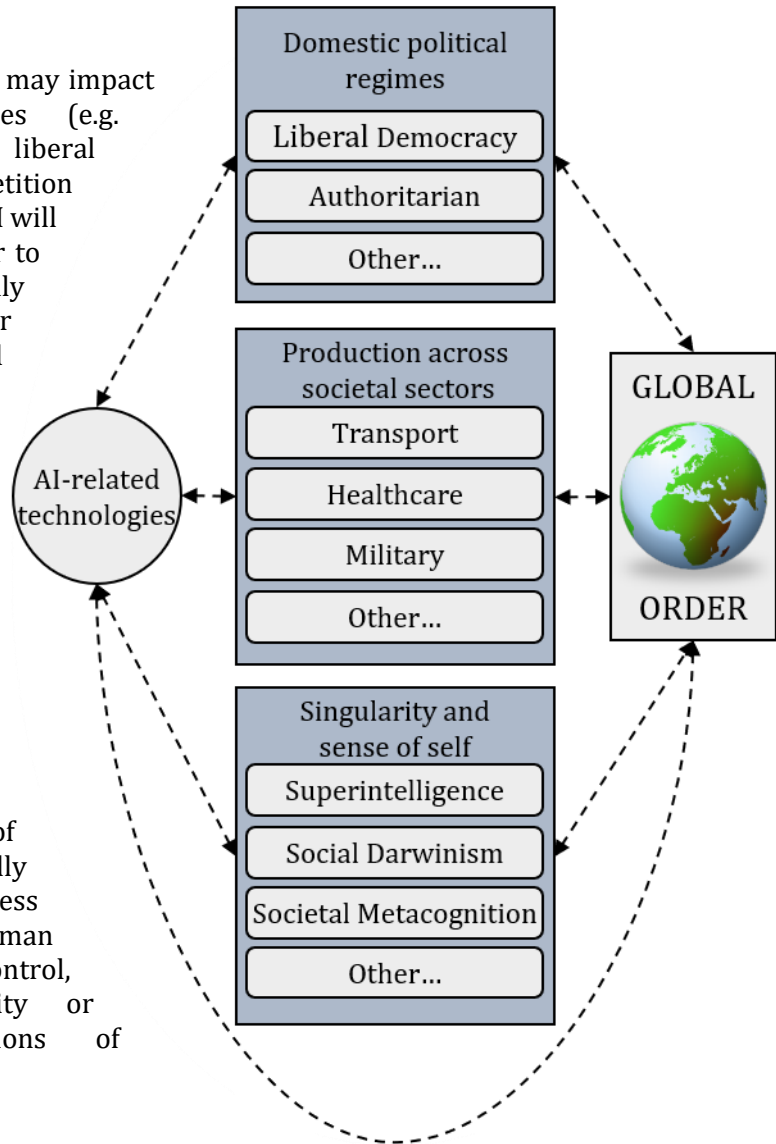 may impact
es (e.g.
liberal
etition
I will
r to
lly
r
l
of
lly
ess
man
ontrol,
ity or
ions of
Domestic political
regimes
Liberal Democracy
Authoritarian
Other…
Production across
societal sectors
Transport
Healthcare
Military
Other…
Singularity and
sense of self
Superintelligence
Social Darwinism
Societal Metacognition
Other…
AI-related
technologies
GLOBAL
ORDER